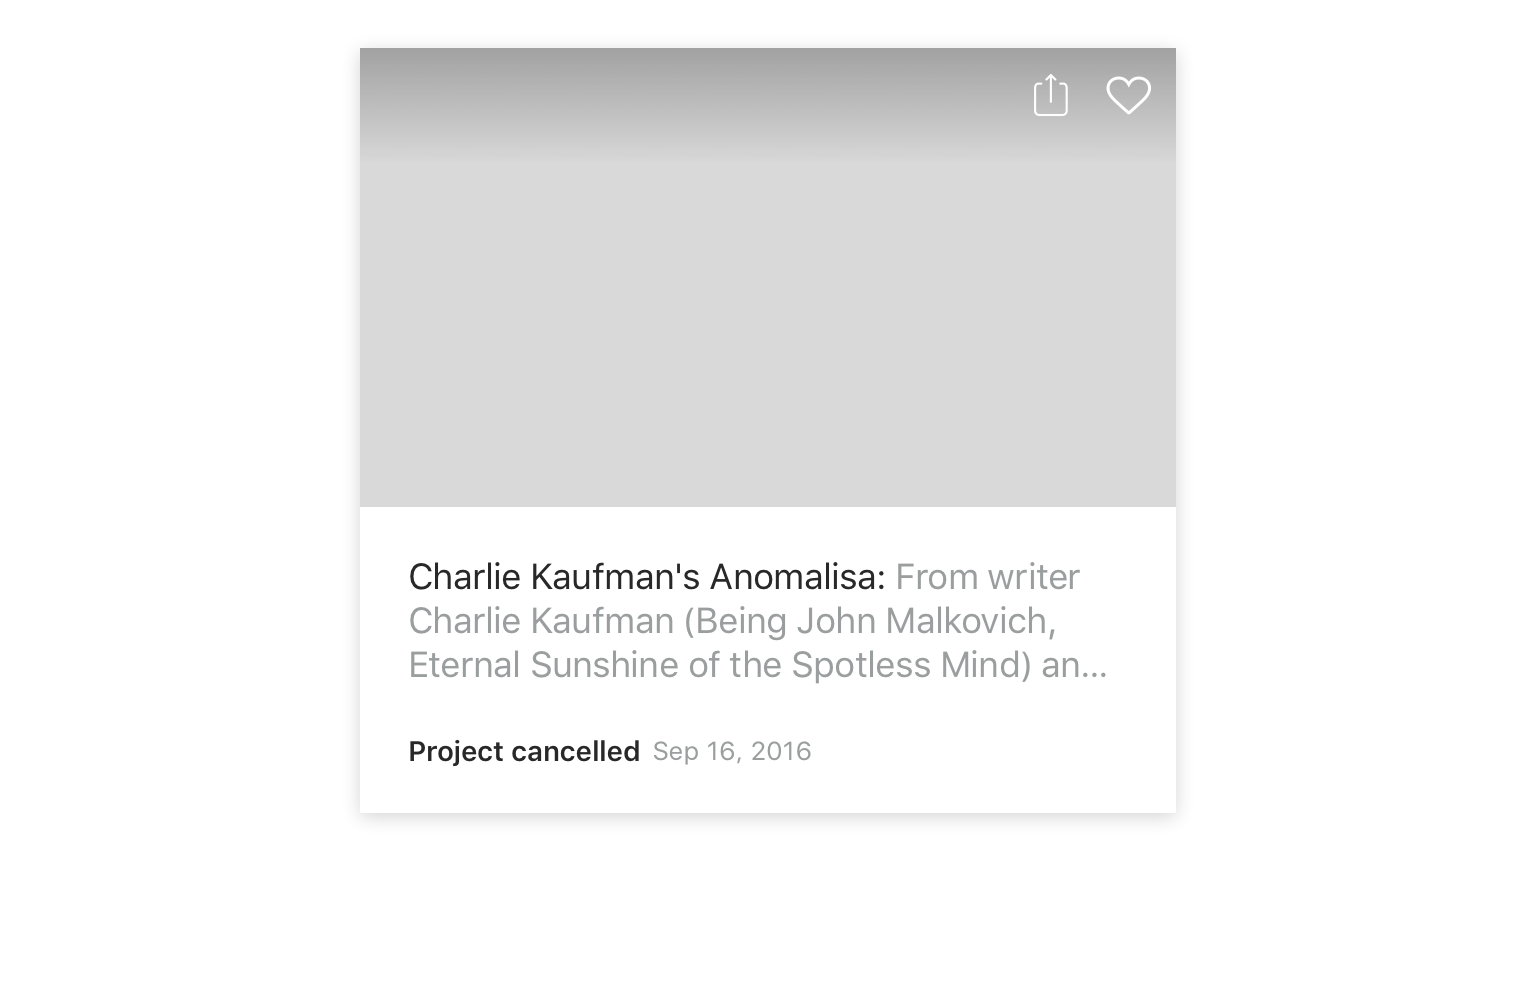 Charlie Kaufman's Anomalisa: From writer
Charlie Kaufman (Being John Malkovich,
Eternal Sunshine of the Spotless Mind) an...
Project cancelled Sep 16, 2016